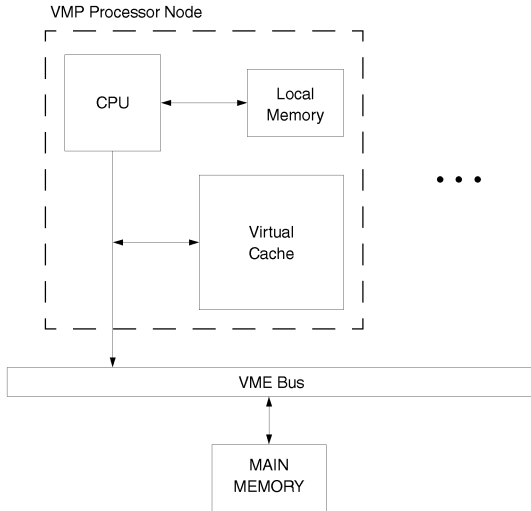 VMP Processor Node
CPU
Local
Memory
Virtual
Cache
VME Bus
MAIN
MEMORY